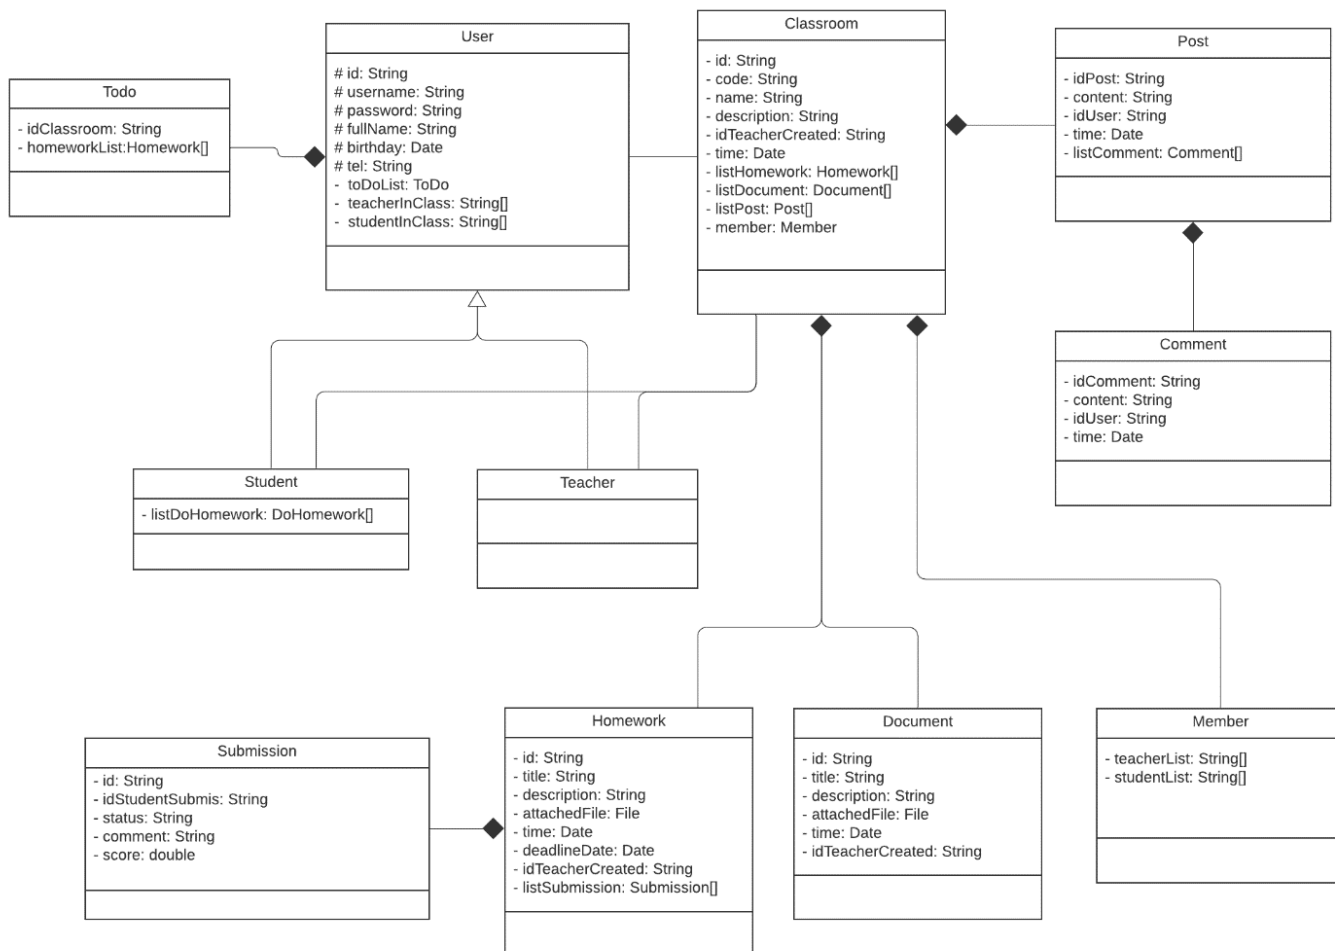 Todo
- idClassroom: String
- homeworkList:Homework[]
User
# id: String
# username: String
# password: String
# fullName: String
# birthday: Date
# tel: String
- toDoList: ToDo
- teacherInClass: String[]
- studentInClass: String[]
Classroom
- id: String
- code: String
- name: String
- description: String
- idTeacherCreated: String
- time: Date
- listHomework: Homework[]
- listDocument: Document[]
- listPost: Post[]
- member: Member
Post
- idPost: String
- content: String
- idUser: String
- time: Date
- listComment: Comment[]
Comment
- idComment: String
- content: String
- idUser: String
- time: Date
Student
- listDoHomework: DoHomework[]
Teacher
Submission
- id: String
- idStudentSubmis: String
- status: String
- comment: String
- score: double
Homework
- id: String
- title: String
- description: String
- attachedFile: File
- time: Date
- deadlineDate: Date
- idTeacherCreated: String
- listSubmission: Submission[]
Document
- id: String
- title: String
- description: String
- attachedFile: File
- time: Date
- idTeacherCreated: String
Member
- teacherList: String[]
- studentList: String[]